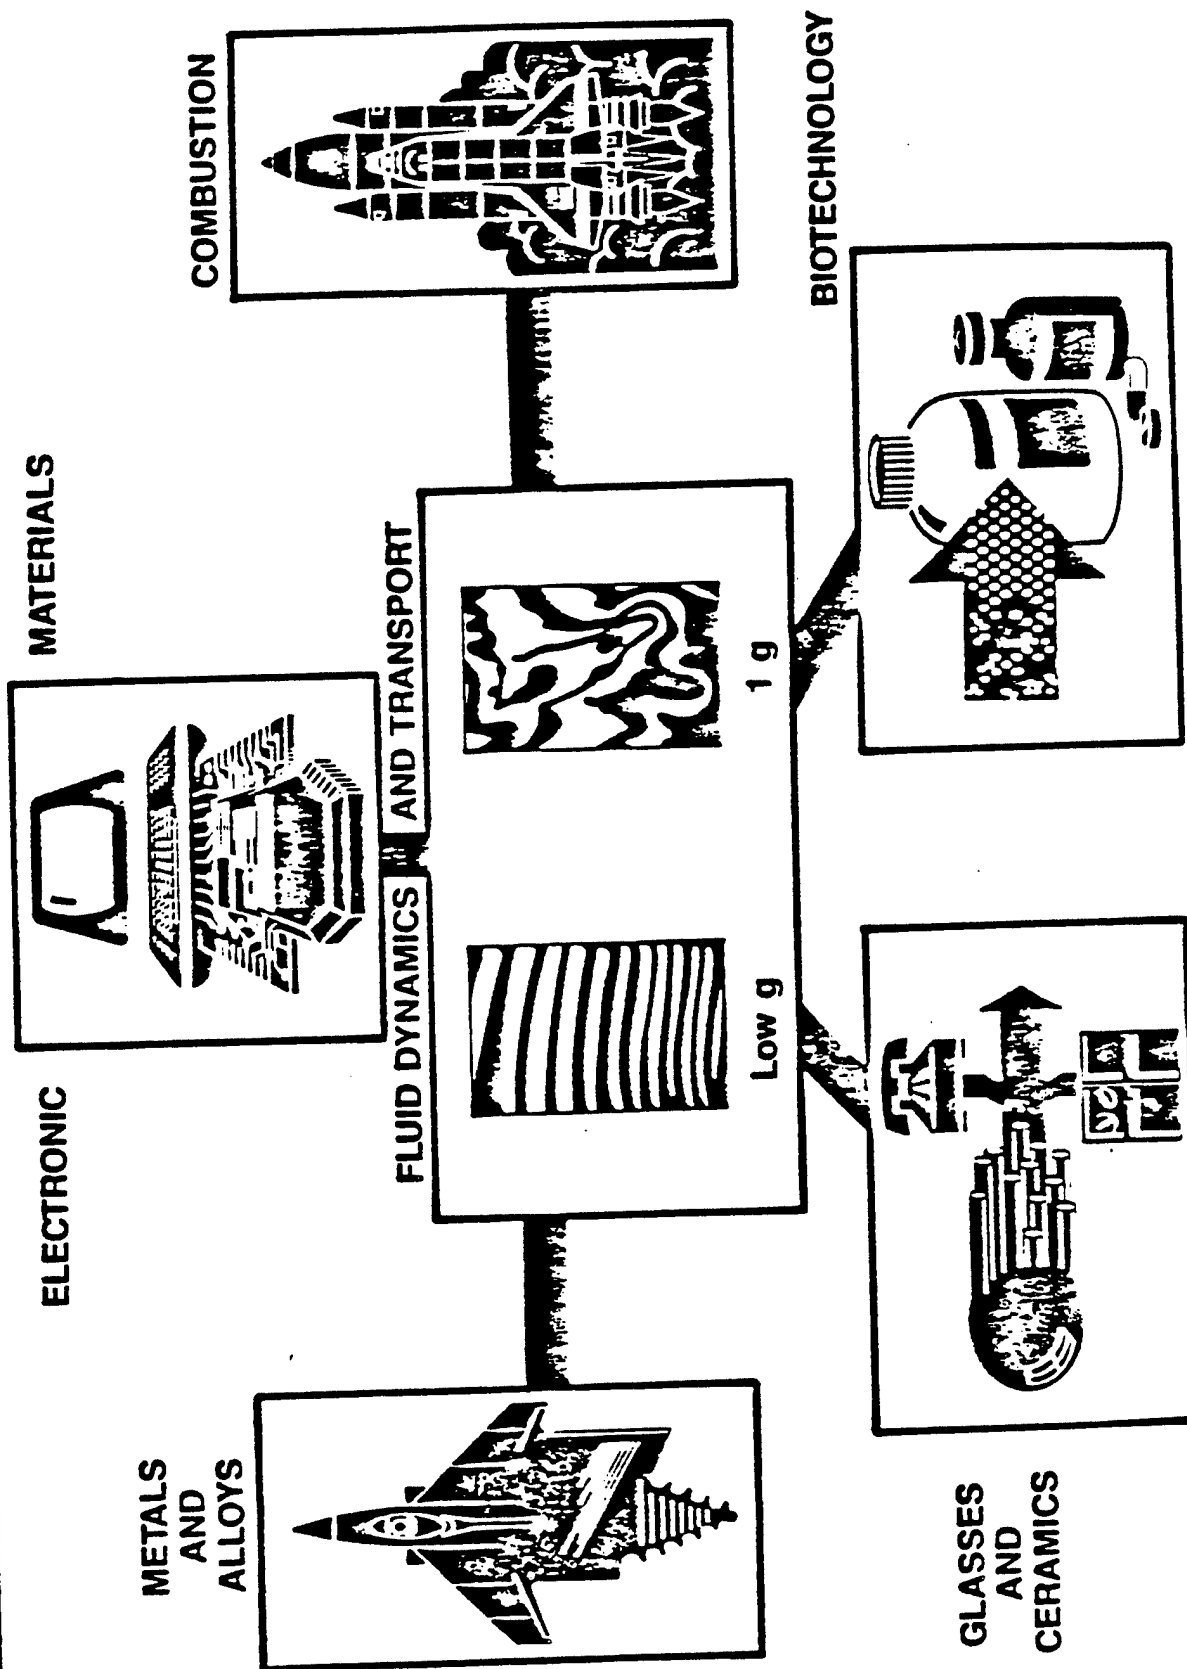 ELECTRONIC
MATERIALS
METALS
AND
ALLOYS
COMBUSTION
FLUID DYNAMICS
AND TRANSPORT
Low g
1 g
GLASSES
AND
CERAMICS
BIOTECHNOLOGY